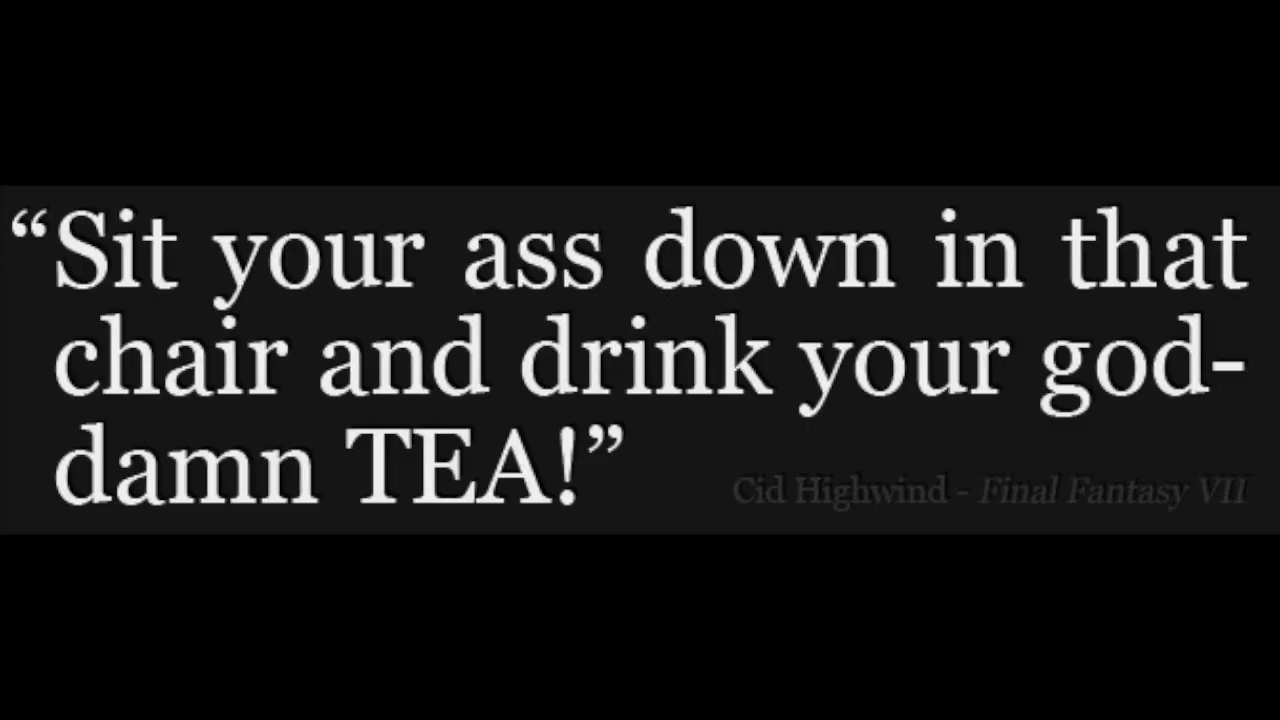 “Sit your ass down in that
chair and drink your god-
damn TEA!”
Cid Highwind - Final Fantasy VII